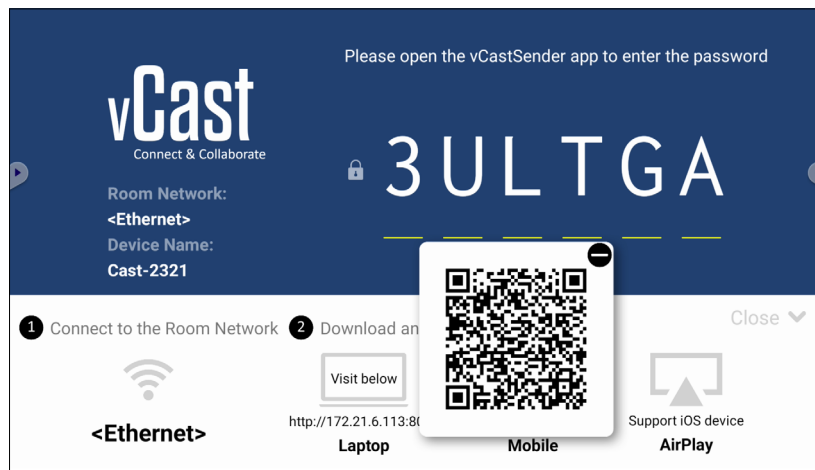 Please open the vCastSender app to enter the password
vCast
Connect & Collaborate
3ULTGA
Room Network:
<Ethernet>
Device Name:
Cast-2321
1 Connect to the Room Network
2 Download an
Close
Visit below
http://172.21.6.113:80
Support iOS device
<Ethernet>
Laptop
Mobile
AirPlay